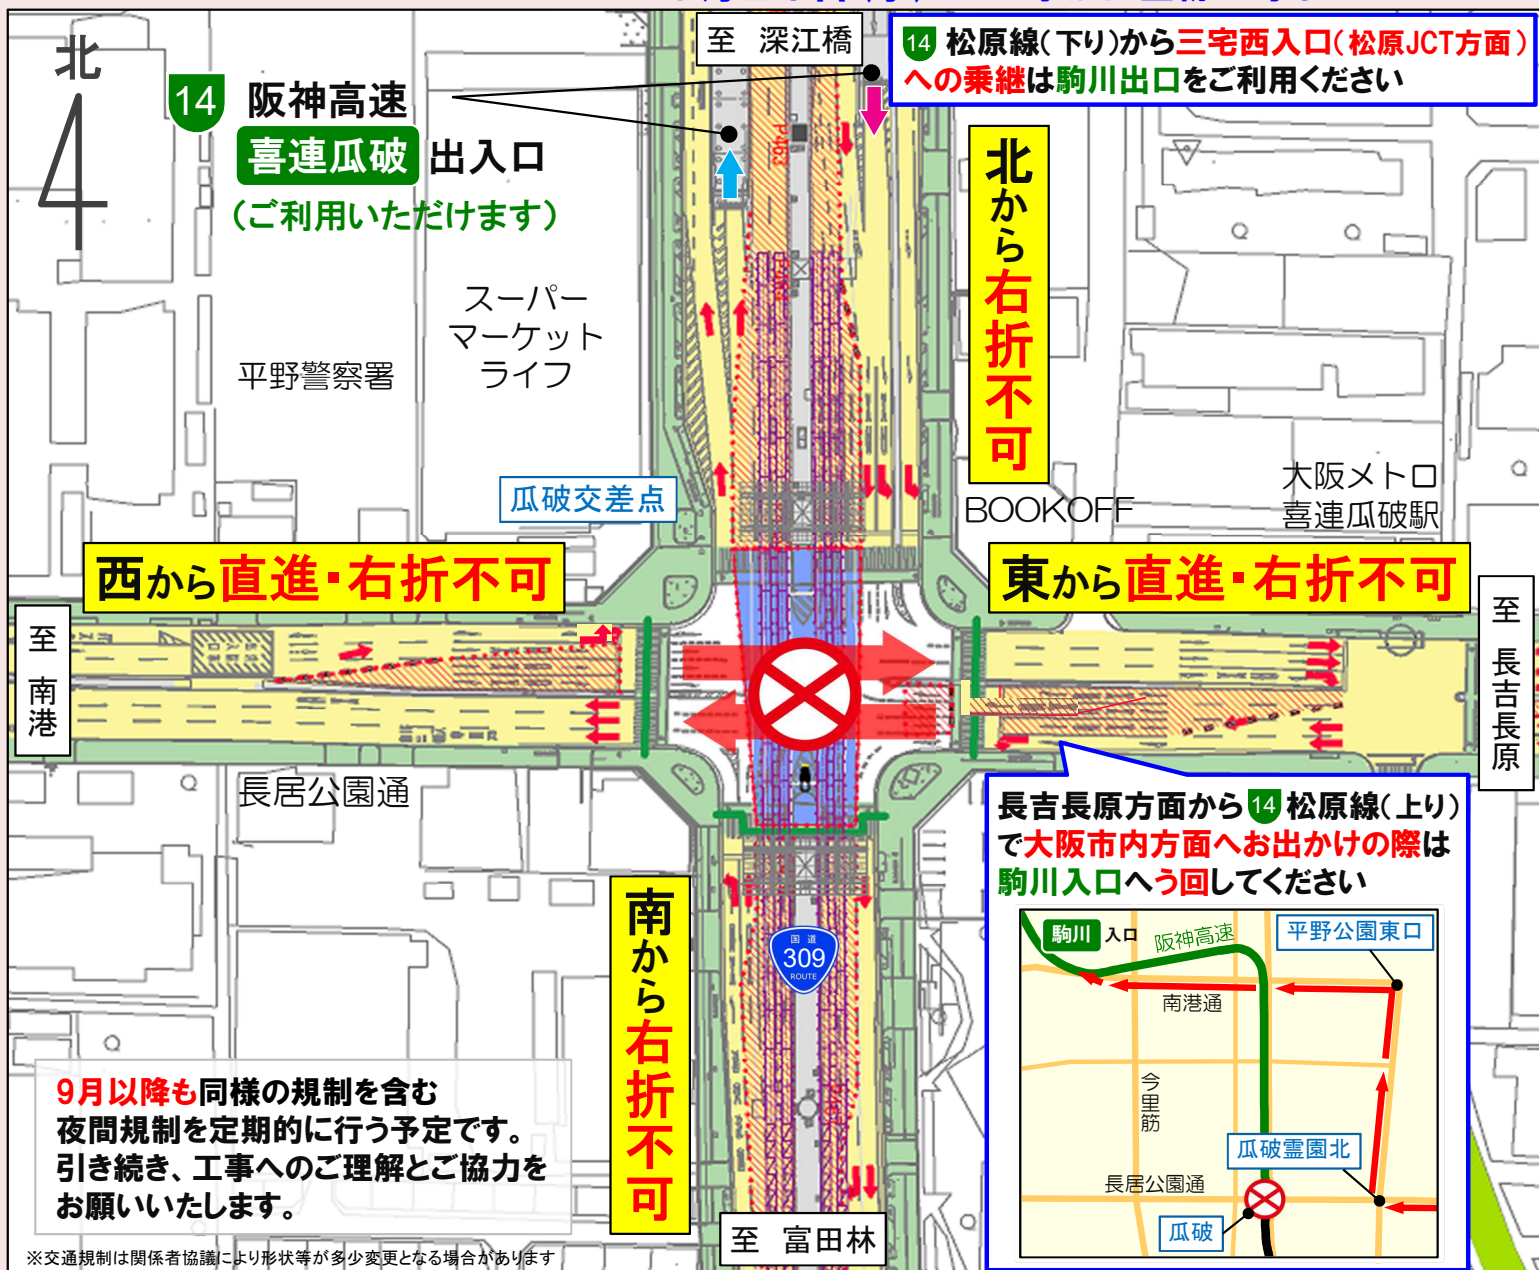 北
至 深江橋
14 松原線(下り)から三宅西入口(松原JCT方面)
への乗継は駒川出口をご利用ください
14 阪神高速
喜連瓜破 出入口
(ご利用いただけます)
北から右折不可
スーパー
マーケット
ライフ
平野警察署
瓜破交差点
BOOKOFF
大阪メトロ
喜連瓜破駅
西から直進・右折不可
東から直進・右折不可
至 南港
至 長吉長原
長居公園通
長吉長原方面から14松原線(上り)
で大阪市内方面へお出かけの際は
駒川入口へう回してください
南から右折不可
国道
309
ROUTE
駒川 入口
阪神高速
平野公園東口
南港通
今里筋
瓜破霊園北
長居公園通
瓜破
9月以降も同様の規制を含む
夜間規制を定期的に行う予定です。
引き続き、工事へのご理解とご協力を
お願いいたします。
至 富田林
※交通規制は関係者協議により形状等が多少変更となる場合があります